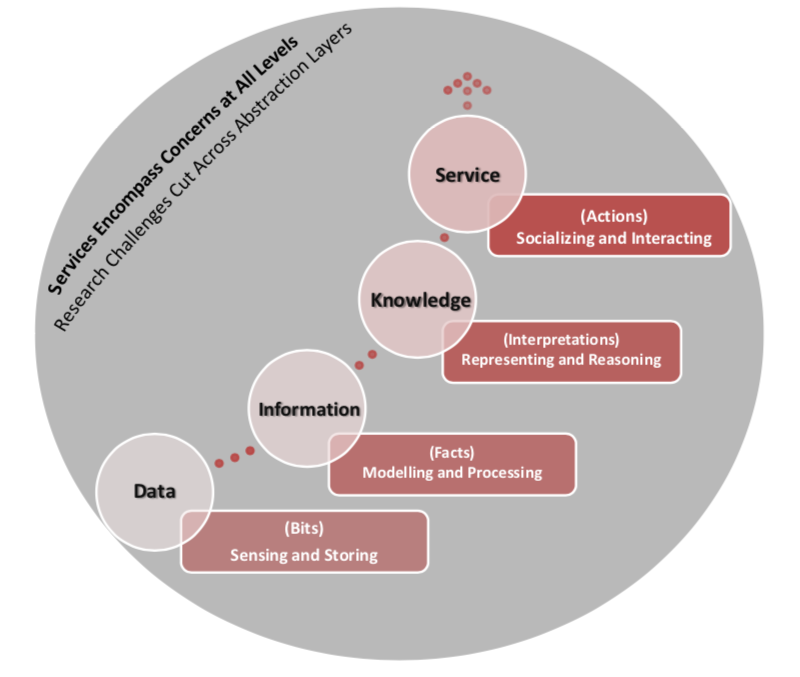 Services Encompass Concerns at All Levels
Research Challenges Cut Across Abstraction Layers
Service
(Actions)
Socializing and Interacting
Knowledge
(Interpretations)
Representing and Reasoning
Information
(Facts)
Modelling and Processing
Data
(Bits)
Sensing and Storing